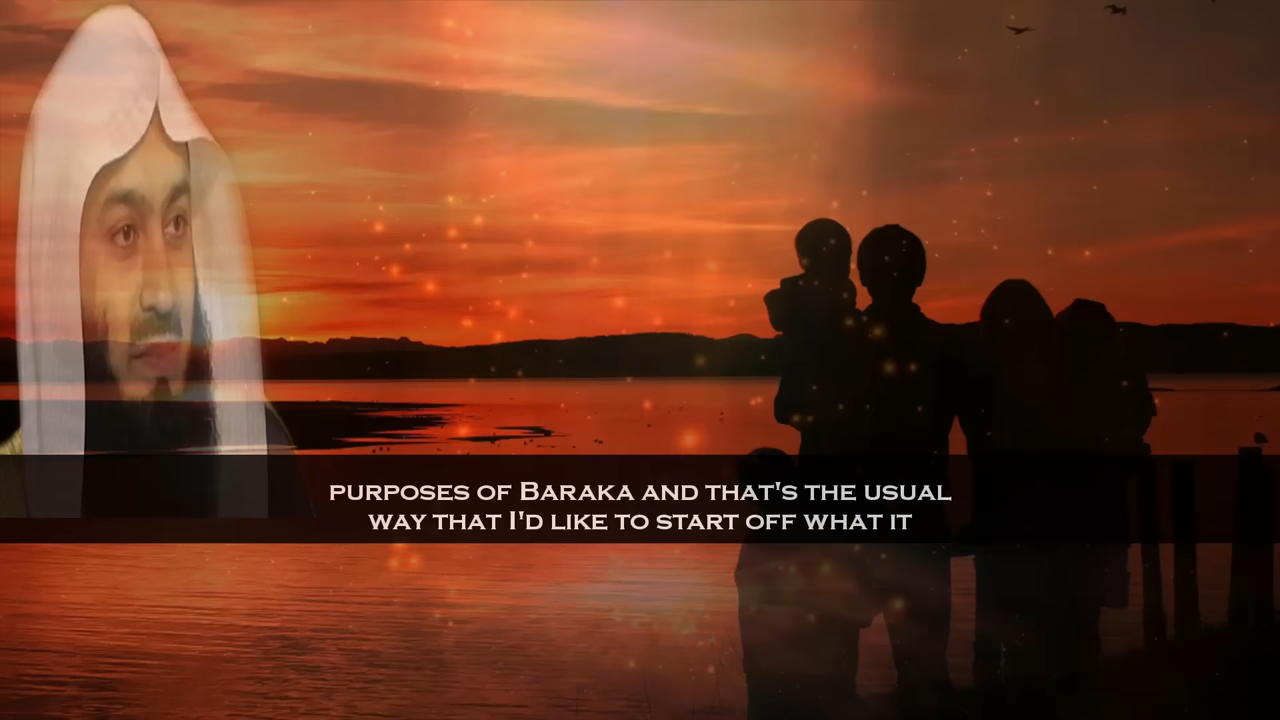 PURPOSES OF BARAKA AND THAT'S THE USUAL
WAY THAT I'D LIKE TO START OFF WHAT IT